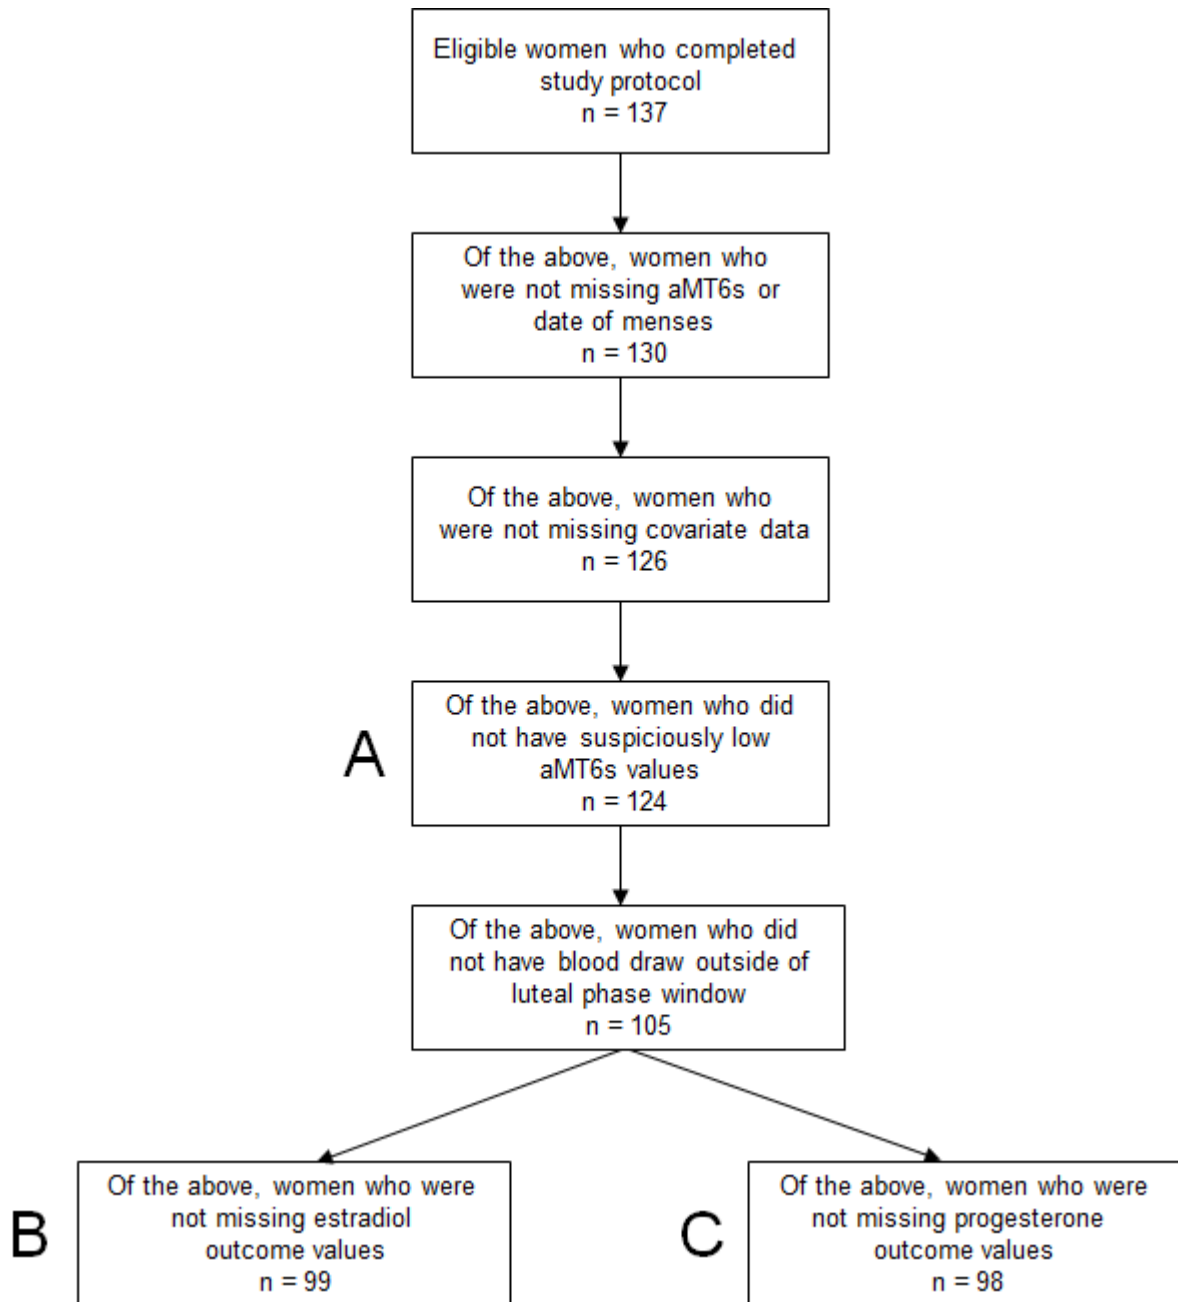 Eligible women who completed
study protocol
n = 137
Of the above, women who
were not missing aMT6s or
date of menses
n = 130
Of the above, women who
were not missing covariate data
n = 126
A
Of the above, women who did
not have suspiciously low
aMT6s values
n = 124
Of the above, women who did
not have blood draw outside of
luteal phase window
n = 105
B
Of the above, women who were
not missing estradiol
outcome values
n = 99
C
Of the above, women who were
not missing progesterone
outcome values
n = 98